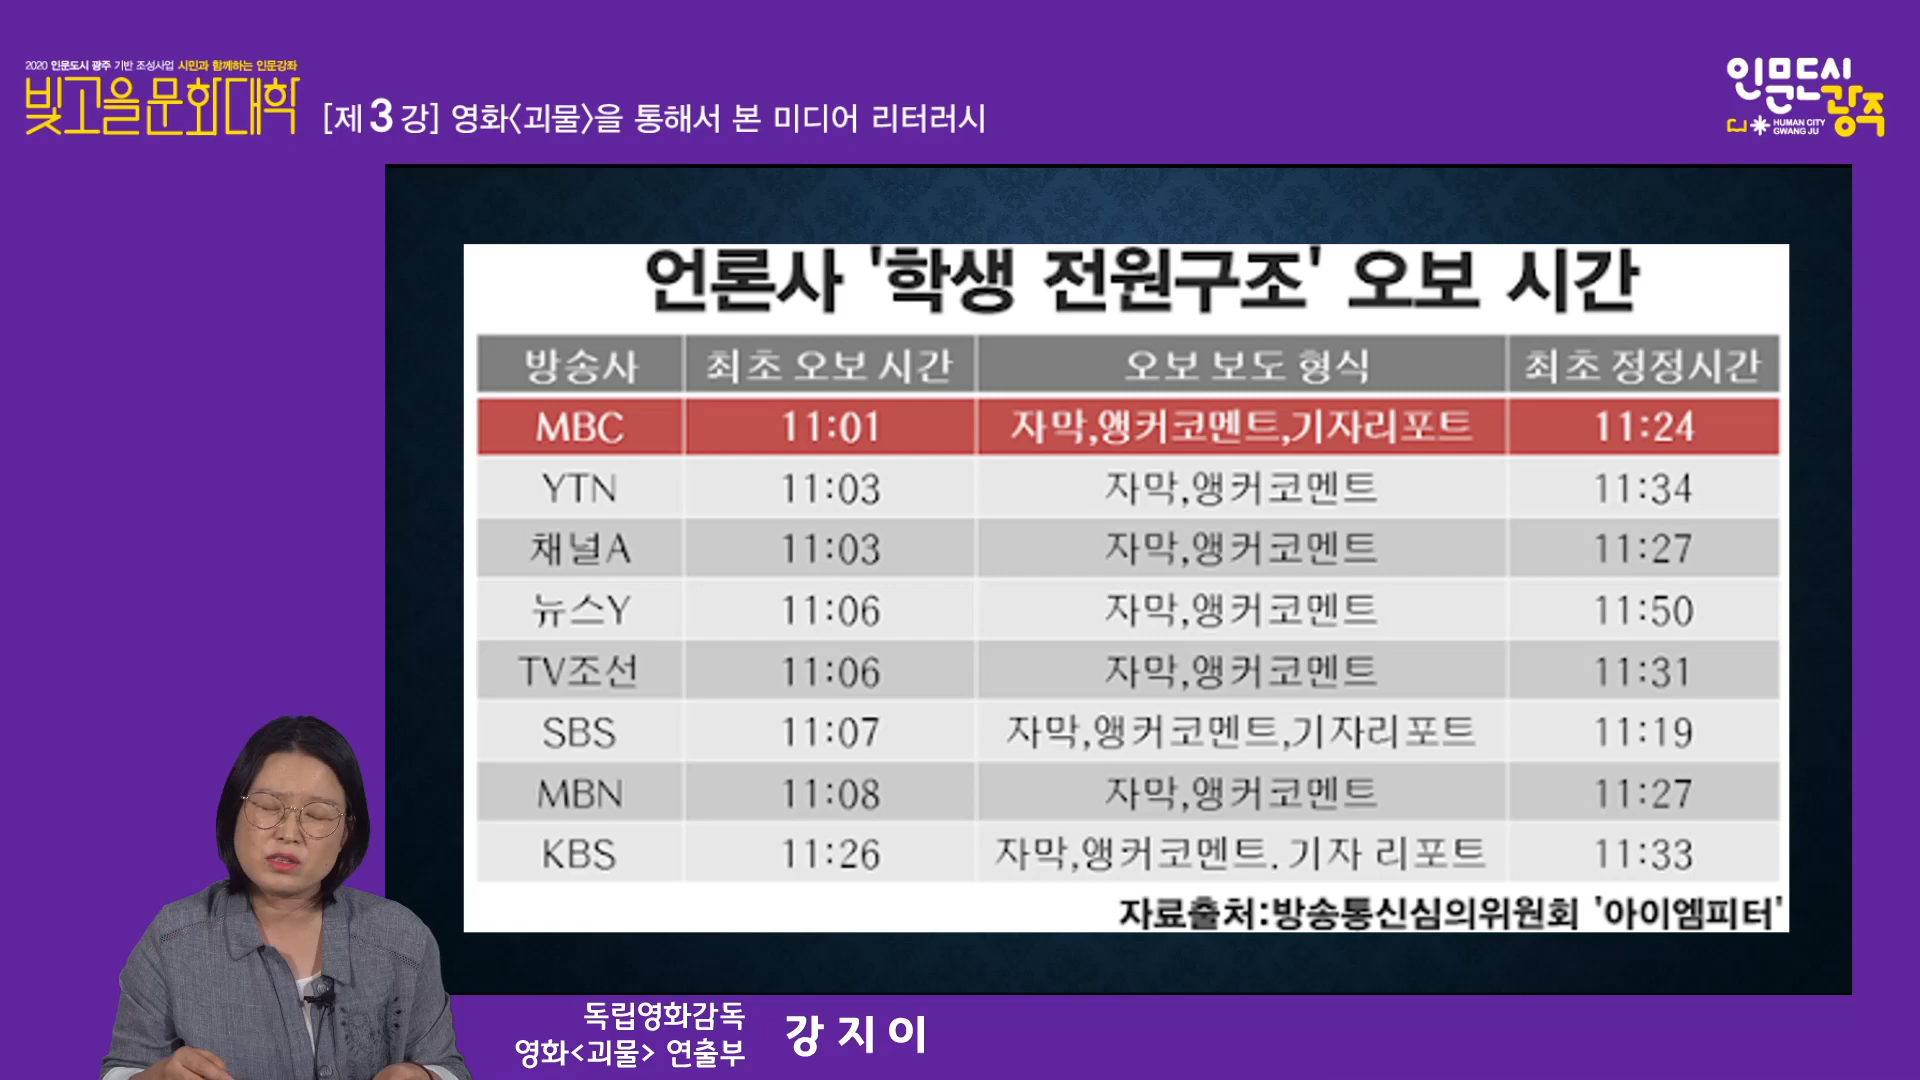 2020 인문도시 광주 기반 조성사업 시민과 함께하는 인문강좌
빛고을문화대학
[제3강] 영화<괴물>을 통해서 본 미디어 리터러시
인문도시
광주
HUMAN CITY
GWANG JU
언론사 '학생 전원구조' 오보 시간
방송사 최초 오보 시간 오보 보도 형식 최초 정정시간
MBC 11:01 자막,앵커코멘트,기자리포트 11:24
YTN 11:03 자막,앵커코멘트 11:34
채널A 11:03 자막,앵커코멘트 11:27
뉴스Y 11:06 자막,앵커코멘트 11:50
TV조선 11:06 자막,앵커코멘트 11:31
SBS 11:07 자막,앵커코멘트,기자리포트 11:19
MBN 11:08 자막,앵커코멘트 11:27
KBS 11:26 자막,앵커코멘트. 기자 리포트 11:33
자료출처:방송통신심의위원회 '아이엠피터'
독립영화감독
영화<괴물> 연출부
강지이